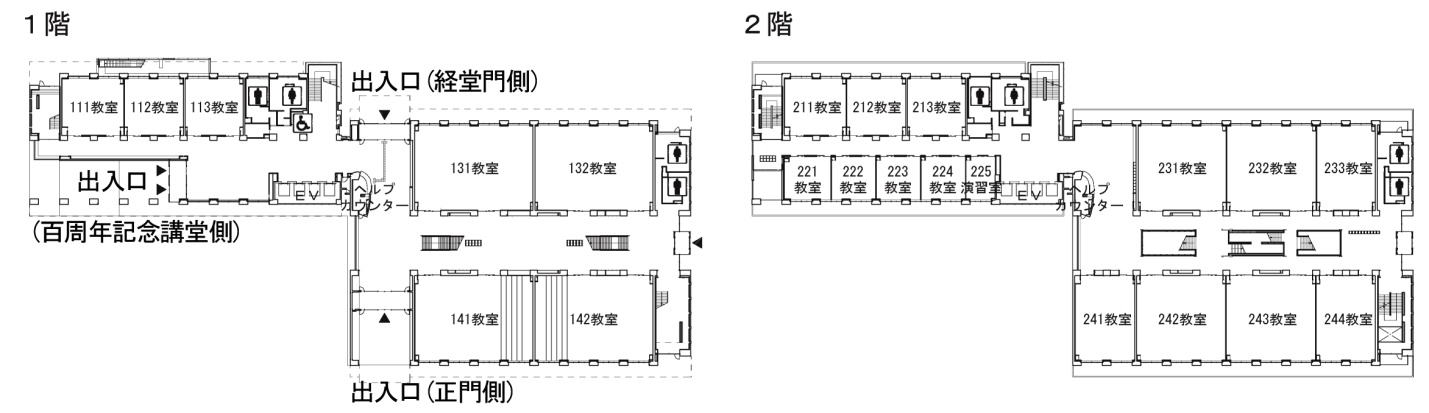 1階
出入口(経堂門側)
111教室 112教室 113教室
131教室 132教室
出入口
(百周年記念講堂側)
EV
ヘルプ
カウンター
141教室 142教室
出入口(正門側)
2階
211教室 212教室 213教室
231教室 232教室 233教室
221
教室
222
教室
223
教室
224
教室
225
演習室
EV
ヘルプ
カウンター
241教室 242教室 243教室 244教室